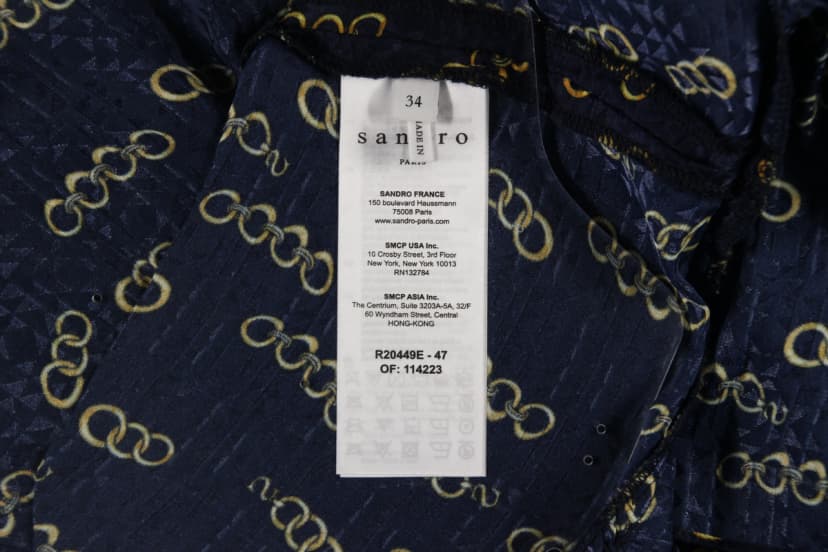 34
MADE IN
sandro
PARIS
SANDRO FRANCE
150 boulevard Haussmann
75008 Paris
www.sandro-paris.com
SMCP USA Inc.
10 Crosby Street, 3rd Floor
New York, New York 10013
RN132784
SMCP ASIA Inc.
The Centrium, Suite 3203A-5A, 32/F
60 Wyndham Street, Central
HONG-KONG
R20449E - 47
OF: 114223